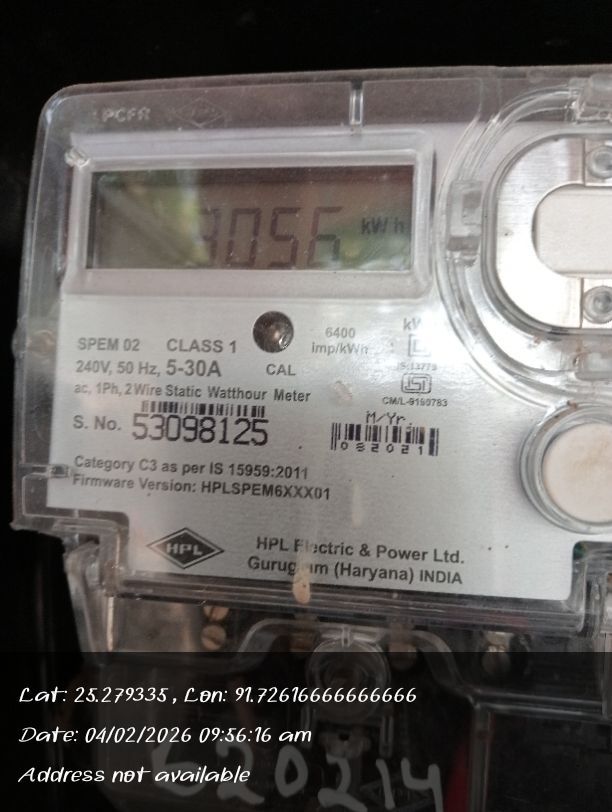 3056 kWh
SPEM 02 CLASS 1
240V, 50 Hz, 5-30A
CAL
6400
imp/kWh
ac, 1Ph, 2 Wire Static Watthour Meter
IS:13779
CM/L-9160783
S. No. 53098125
M/Yr.
082021
Category C3 as per IS 15959:2011
Firmware Version: HPLSPEM6XXX01
HPL
HPL Electric & Power Ltd.
Gurugram (Haryana) INDIA
Lat: 25.279335 , Lon: 91.72616666666666
Date: 04/02/2026 09:56:16 am
Address not available
620214